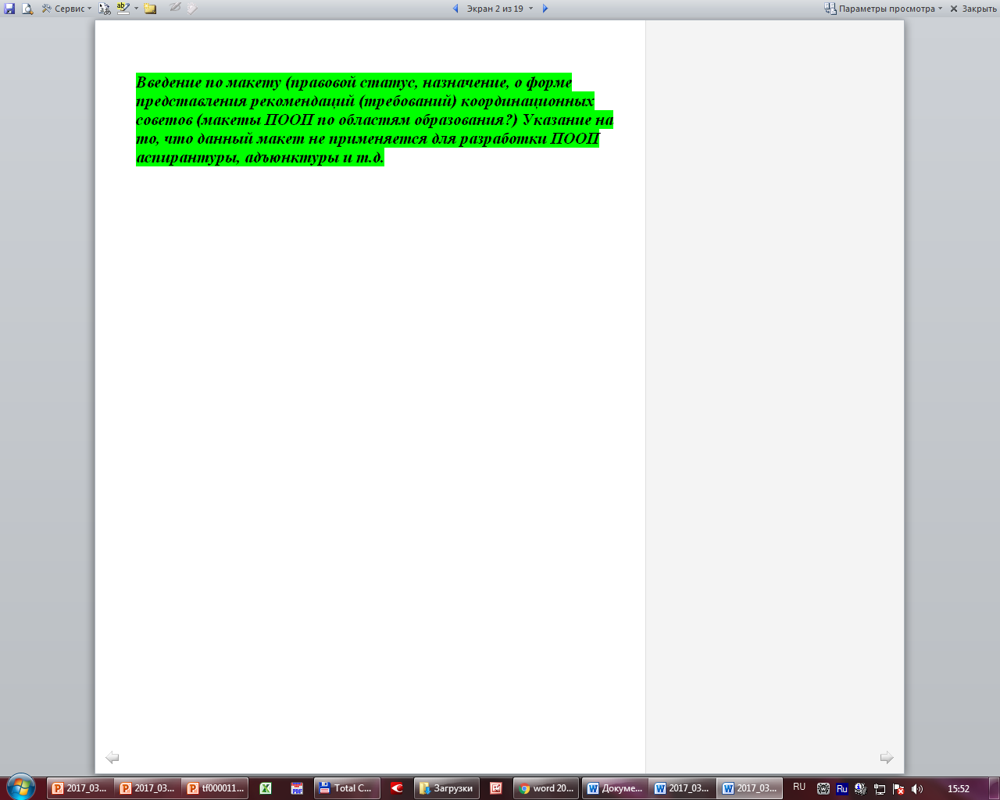 Сервис
Экран 2 из 19
Параметры просмотра
Закрыть
Введение по макету (правовой статус, назначение, о форме
представления рекомендаций (требований) координационных
советов (макеты ПООП по областям образования?) Указание на
то, что данный макет не применяется для разработки ПООП
аспирантуры, адъюнктуры и т.д.
2017_03...
2017_03...
tf000011...
Total C...
Загрузки
word 20...
Докуме...
2017_03...
2017_03...
RU
Ru
15:52